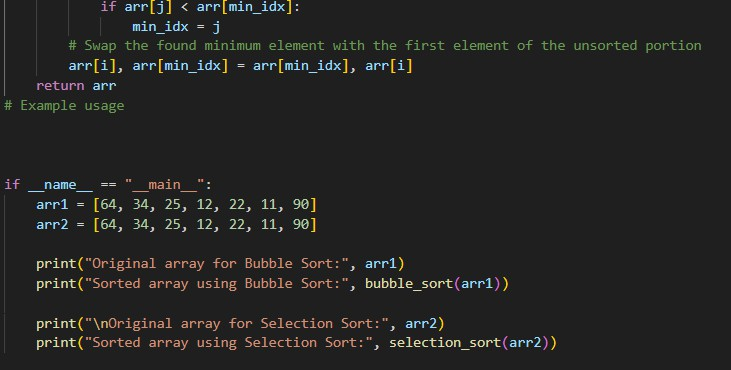 if arr[j] < arr[min_idx]:
min_idx = j
# Swap the found minimum element with the first element of the unsorted portion
arr[i], arr[min_idx] = arr[min_idx], arr[i]
return arr
# Example usage
if __name__ == "__main__":
arr1 = [64, 34, 25, 12, 22, 11, 90]
arr2 = [64, 34, 25, 12, 22, 11, 90]
print("Original array for Bubble Sort:", arr1)
print("Sorted array using Bubble Sort:", bubble_sort(arr1))
print("\nOriginal array for Selection Sort:", arr2)
print("Sorted array using Selection Sort:", selection_sort(arr2))